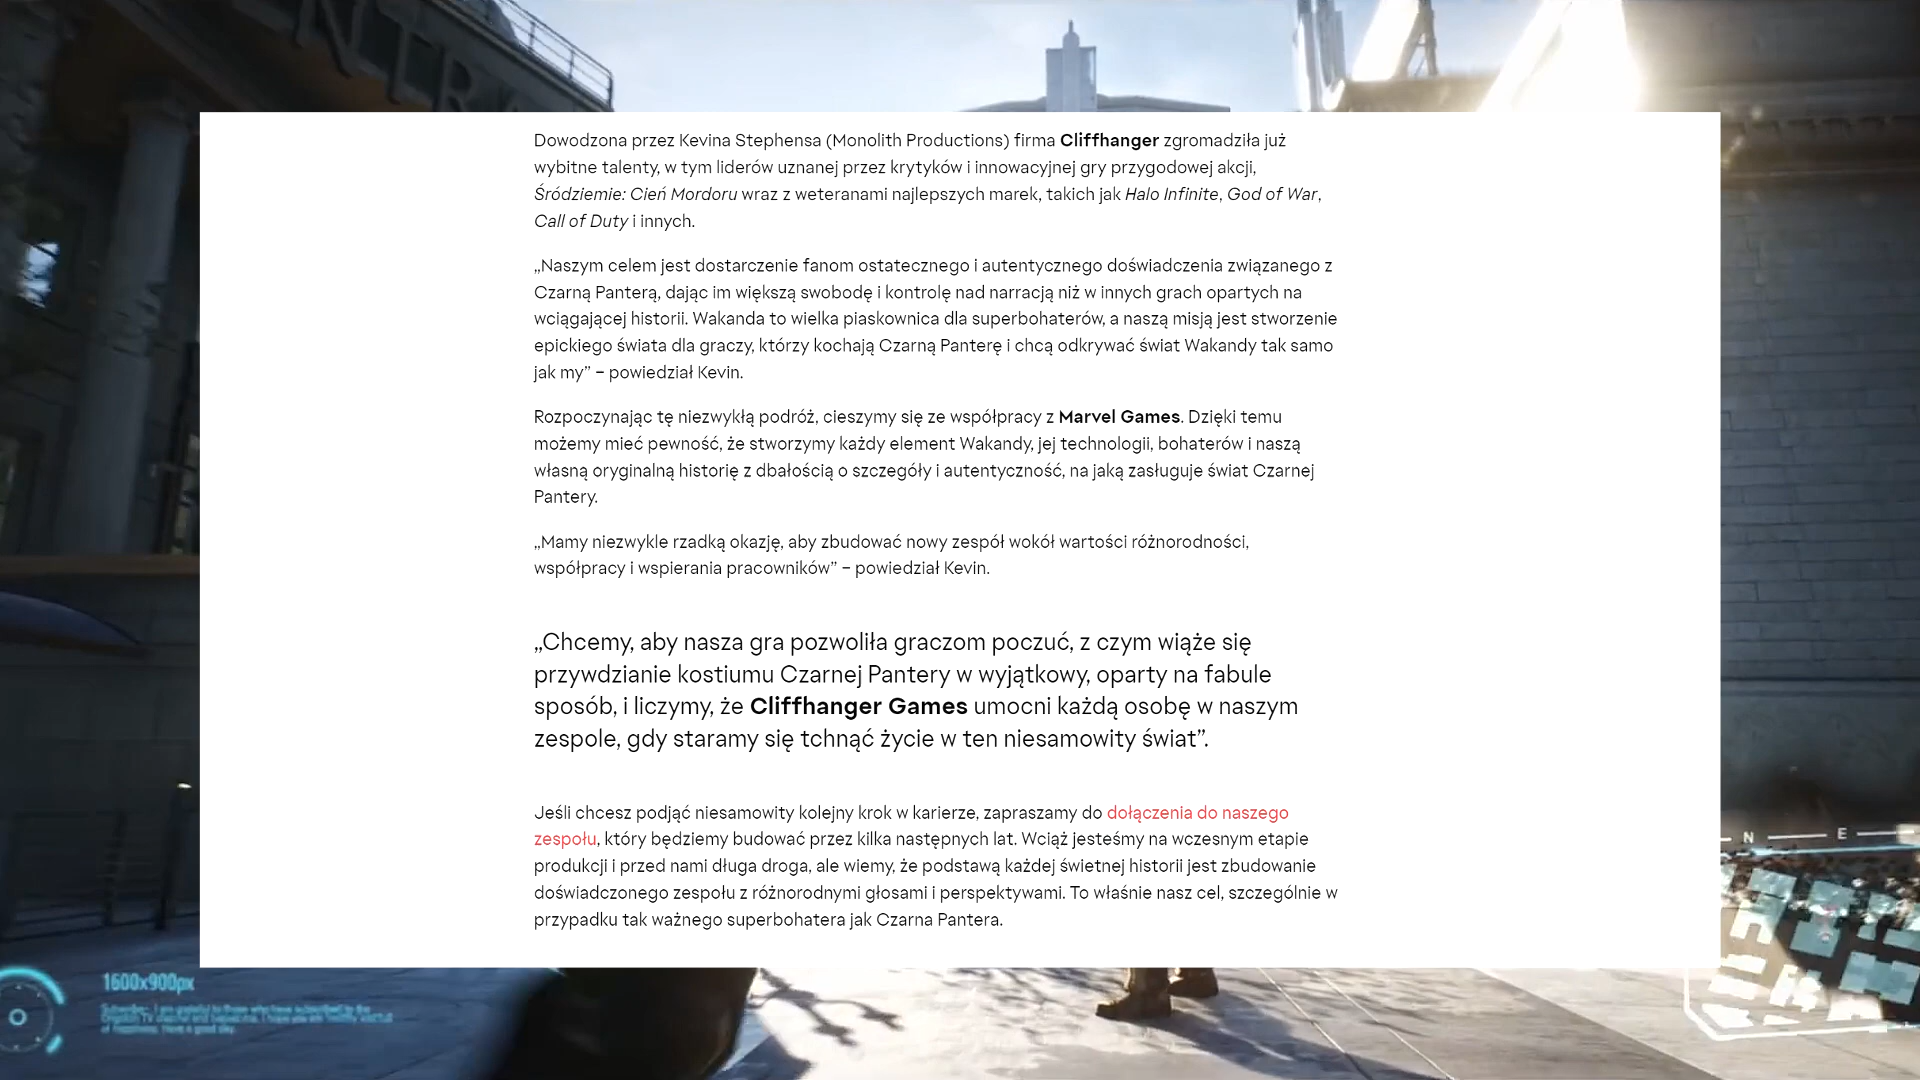 Dowodzona przez Kevina Stephensa (Monolith Productions) firma Cliffhanger zgromadziła już
wybitne talenty, w tym liderów uznanej przez krytyków i innowacyjnej gry przygodowej akcji,
Śródziemie: Cień Mordoru wraz z weteranami najlepszych marek, takich jak Halo Infinite, God of War,
Call of Duty i innych.
„Naszym celem jest dostarczenie fanom ostatecznego i autentycznego doświadczenia związanego z
Czarną Panterą, dając im większą swobodę i kontrolę nad narracją niż w innych grach opartych na
wciągającej historii. Wakanda to wielka piaskownica dla superbohaterów, a naszą misją jest stworzenie
epickiego świata dla graczy, którzy kochają Czarną Panterę i chcą odkrywać świat Wakandy tak samo
jak my” – powiedział Kevin.
Rozpoczynając tę niezwykłą podróż, cieszymy się ze współpracy z Marvel Games. Dzięki temu
możemy mieć pewność, że stworzymy każdy element Wakandy, jej technologii, bohaterów i naszą
własną oryginalną historię z dbałością o szczegóły i autentyczność, na jaką zasługuje świat Czarnej
Pantery.
„Mamy niezwykle rzadką okazję, aby zbudować nowy zespół wokół wartości różnorodności,
współpracy i wspierania pracowników” – powiedział Kevin.
„Chcemy, aby nasza gra pozwoliła graczom poczuć, z czym wiąże się
przywdzianie kostiumu Czarnej Pantery w wyjątkowy, oparty na fabule
sposób, i liczymy, że Cliffhanger Games umocni każdą osobę w naszym
zespole, gdy staramy się tchnąć życie w ten niesamowity świat”.
Jeśli chcesz podjąć niesamowity kolejny krok w karierze, zapraszamy do dołączenia do naszego
zespołu, który będziemy budować przez kilka następnych lat. Wciąż jesteśmy na wczesnym etapie
produkcji i przed nami długa droga, ale wiemy, że podstawą każdej świetnej historii jest zbudowanie
doświadczonego zespołu z różnorodnymi głosami i perspektywami. To właśnie nasz cel, szczególnie w
przypadku tak ważnego superbohatera jak Czarna Pantera.
N E
1600x900px